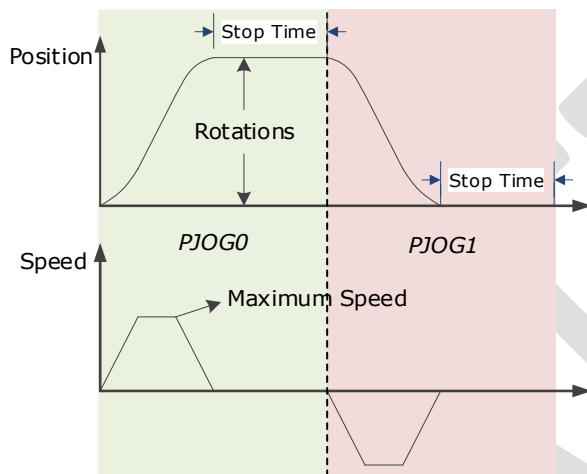 Stop Time
Position
Rotations
Stop Time
PJOG0
PJOG1
Speed
Maximum Speed